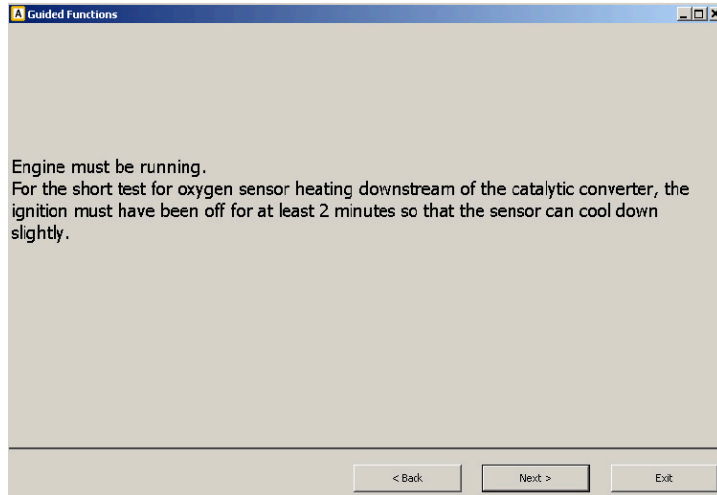 A Guided Functions
Engine must be running.
For the short test for oxygen sensor heating downstream of the catalytic converter, the
ignition must have been off for at least 2 minutes so that the sensor can cool down
slightly.
< Back Next > Exit